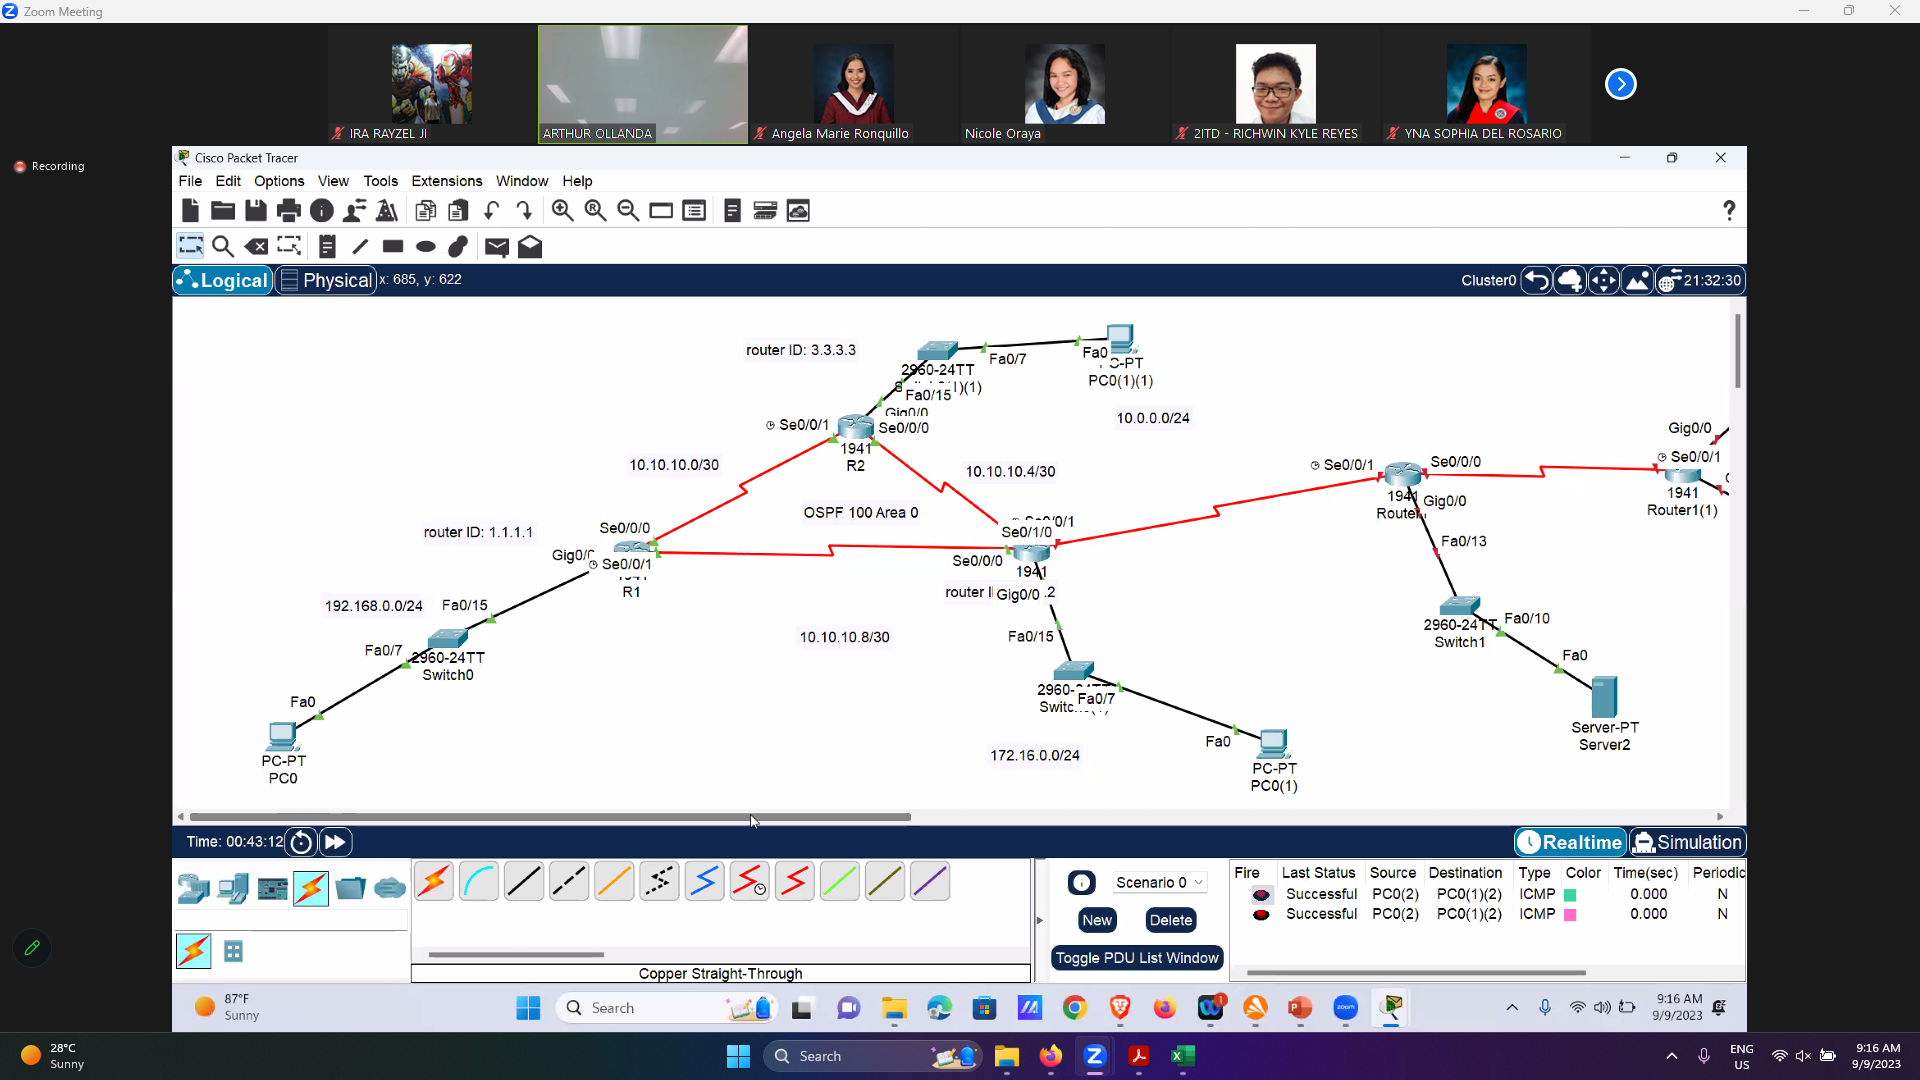 Zoom Meeting
IRA RAYZEL JI
ARTHUR OLLANDA
Angela Marie Ronquillo
Nicole Oraya
2ITD - RICHWIN KYLE REYES
YNA SOPHIA DEL ROSARIO
Recording
Cisco Packet Tracer
File Edit Options View Tools Extensions Window Help
Logical Physical x: 685, y: 622
Cluster0 21:32:30
router ID: 3.3.3.3
Fa0/7
Fa0
PC0(1)(1)
2960-24TT
Fa0/15
Gig0/0
10.0.0.0/24
Se0/0/1
Se0/0/0
1941
R2
10.10.10.0/30
10.10.10.4/30
OSPF 100 Area 0
router ID: 1.1.1.1
Se0/0/0
Se0/0/1
R1
Se0/1/0
Se0/0/0
1941
Gig0/0
10.10.10.8/30
192.168.0.0/24
Fa0/15
Fa0/7
2960-24TT
Switch0
Fa0
PC-PT
PC0
Fa0/15
Fa0/7
172.16.0.0/24
Fa0
PC-PT
PC0(1)
Se0/0/1
Se0/0/0
Gig0/0
Fa0/13
2960-24TT
Switch1
Fa0/10
Fa0
Server-PT
Server2
Gig0/0
Se0/0/1
1941
Router1(1)
Time: 00:43:12
Realtime Simulation
Scenario 0
New Delete
Toggle PDU List Window
Fire Last Status Source Destination Type Color Time(sec) Periodic
Successful PC0(2) PC0(1)(2) ICMP 0.000 N
Successful PC0(2) PC0(1)(2) ICMP 0.000 N
Copper Straight-Through
87°F
Sunny
Search
9:16 AM
9/9/2023
28°C
Sunny
Search
ENG
US
9:16 AM
9/9/2023